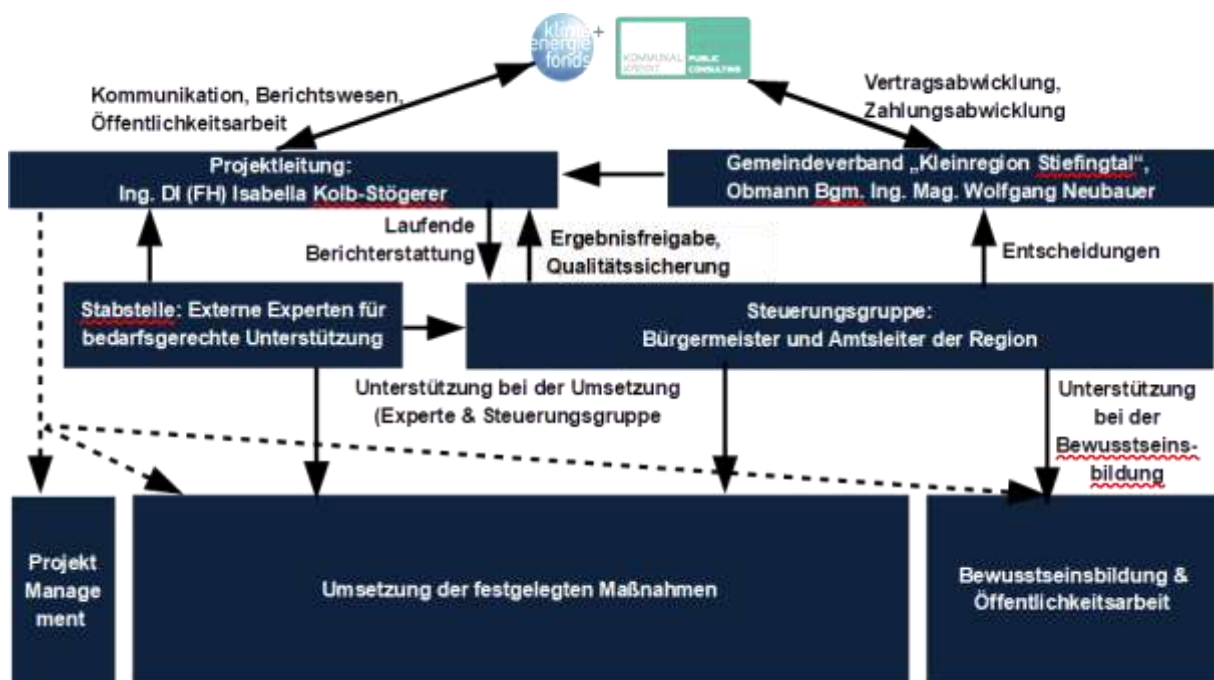 klima+
energie
fonds
KOMMUNAL
KREDIT
PUBLIC
CONSULTING
Kommunikation, Berichtswesen,
Öffentlichkeitsarbeit
Vertragsabwicklung,
Zahlungsabwicklung
Projektleitung:
Ing. DI (FH) Isabella Kolb-Stögerer
Gemeindeverband „Kleinregion Stiefingtal“,
Obmann Bgm. Ing. Mag. Wolfgang Neubauer
Laufende
Berichterstattung
Ergebnisfreigabe,
Qualitätssicherung
Entscheidungen
Stabstelle: Externe Experten für
bedarfsgerechte Unterstützung
Steuerungsgruppe:
Bürgermeister und Amtsleiter der Region
Unterstützung bei der Umsetzung
(Experte & Steuerungsgruppe
Unterstützung
bei der
Bewusstseins-
bildung
Projekt
Manage
ment
Umsetzung der festgelegten Maßnahmen
Bewusstseinsbildung &
Öffentlichkeitsarbeit